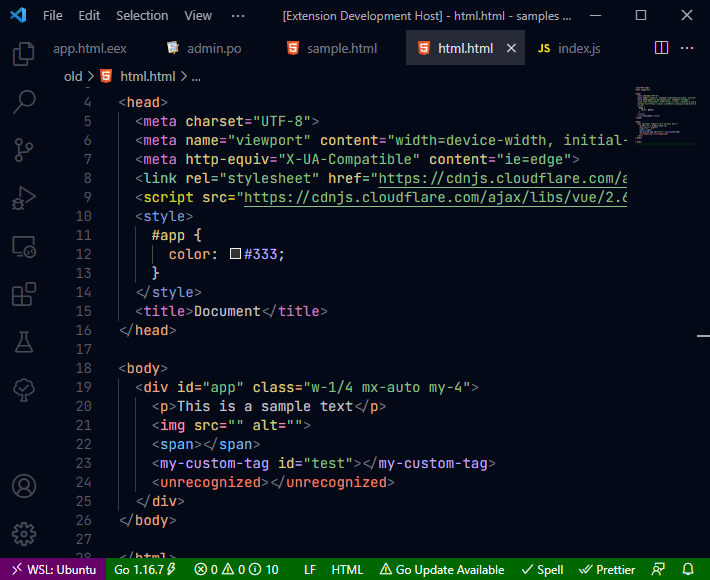 File Edit Selection View ··· [Extension Development Host] - html.html - samples ...
app.html.eex admin.po sample.html html.html JS index.js ···
old > html.html > ...
4 <head>
5 <meta charset="UTF-8">
6 <meta name="viewport" content="width=device-width, initial-
7 <meta http-equiv="X-UA-Compatible" content="ie=edge">
8 <link rel="stylesheet" href="https://cdnjs.cloudflare.com/a
9 <script src="https://cdnjs.cloudflare.com/ajax/libs/vue/2.6
10 <style>
11 #app {
12 color: #333;
13 }
14 </style>
15 <title>Document</title>
16 </head>
17
18 <body>
19 <div id="app" class="w-1/4 mx-auto my-4">
20 <p>This is a sample text</p>
21 <img src="" alt="">
22 <span></span>
23 <my-custom-tag id="test"></my-custom-tag>
24 <unrecognized></unrecognized>
25 </div>
26 </body>
27
28 </html>
WSL: Ubuntu Go 1.16.7 0 0 10 LF HTML Go Update Available Spell Prettier